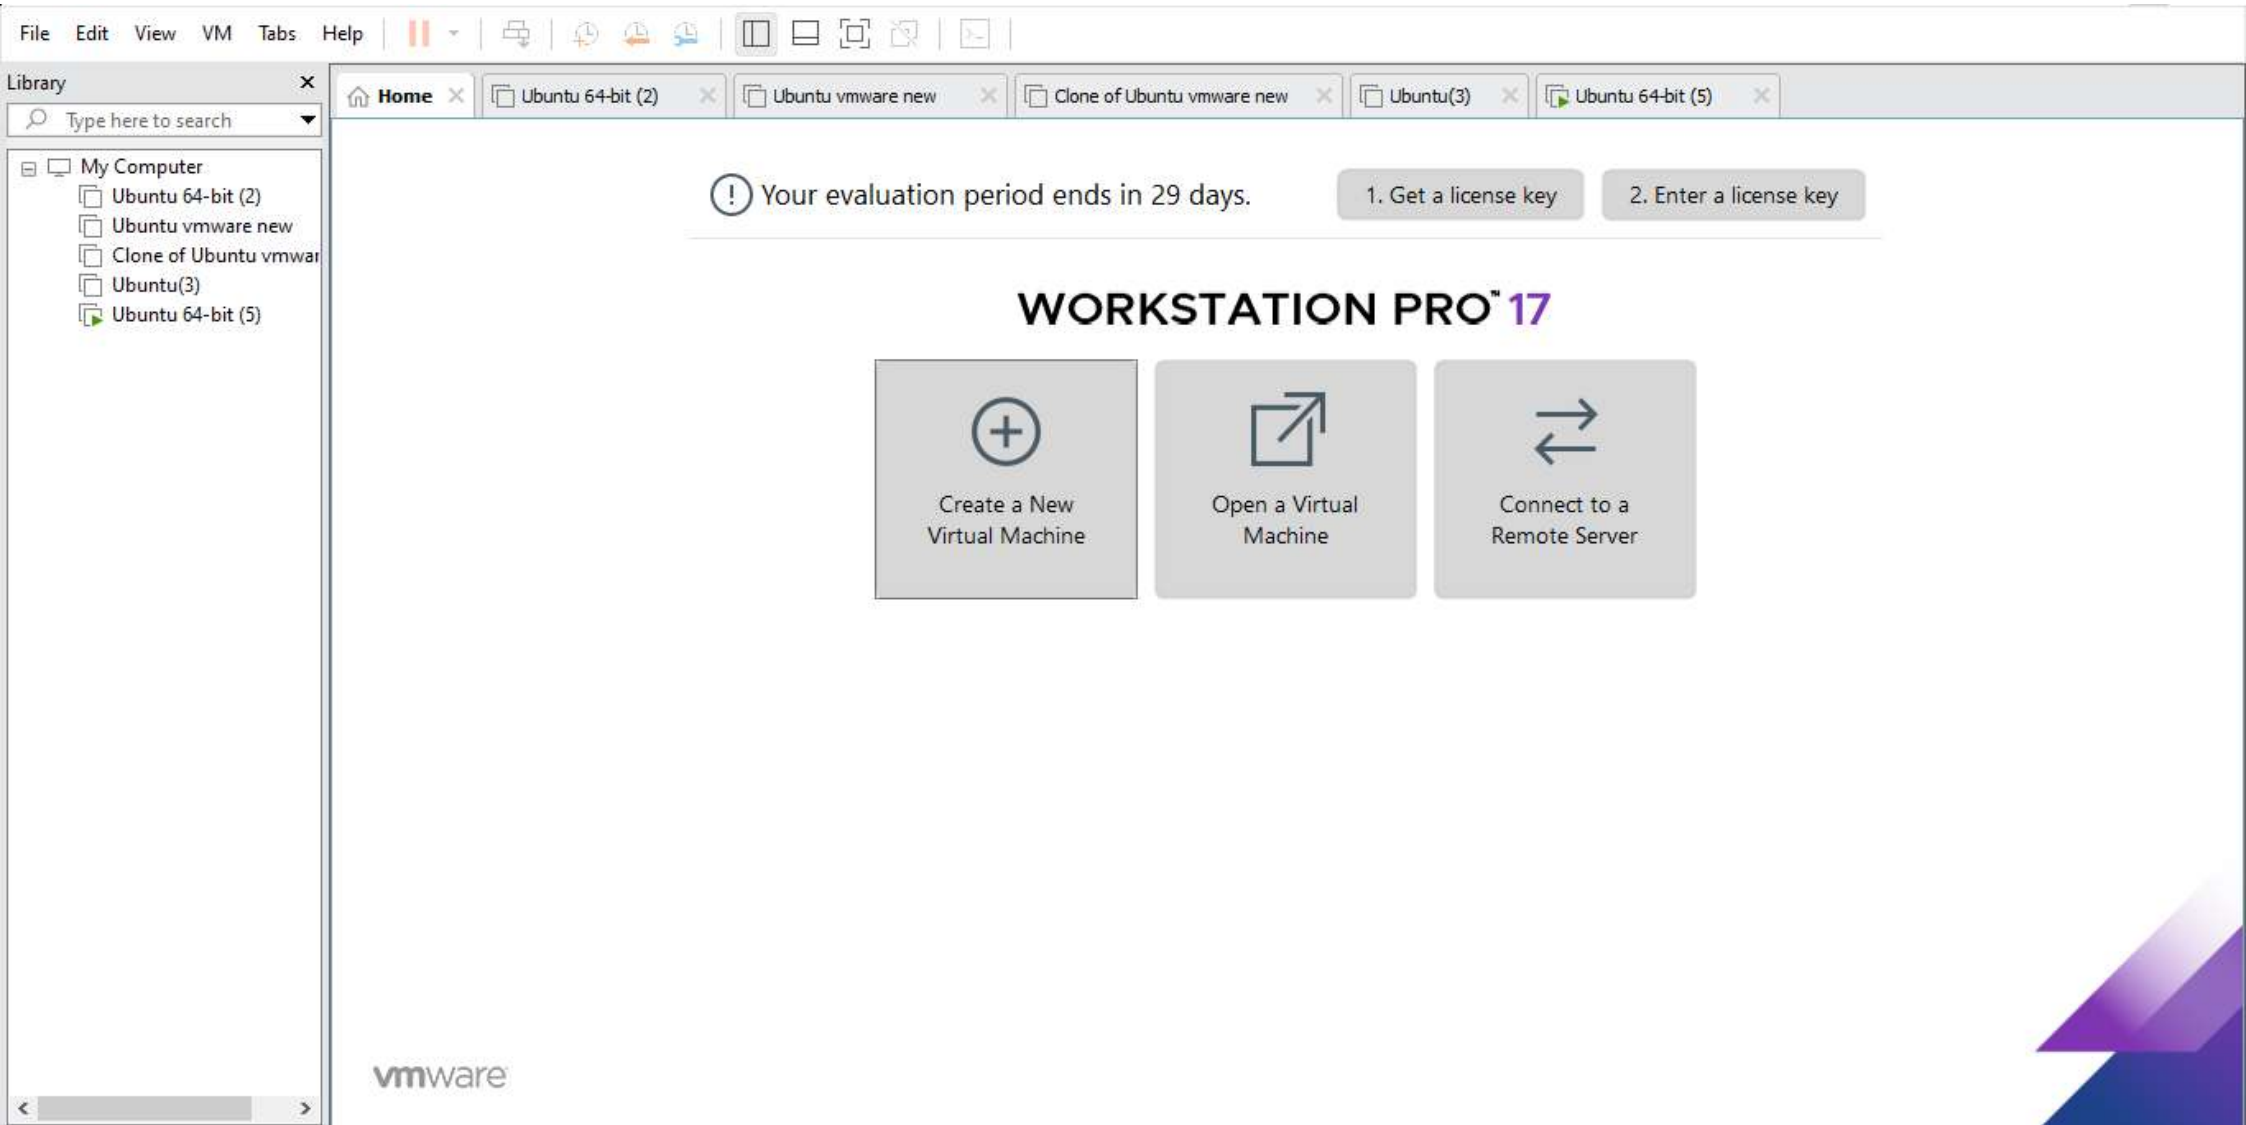 File Edit View VM Tabs Help
Library
Type here to search
My Computer
Ubuntu 64-bit (2)
Ubuntu vmware new
Clone of Ubuntu vmwar
Ubuntu(3)
Ubuntu 64-bit (5)
Home Ubuntu 64-bit (2) Ubuntu vmware new Clone of Ubuntu vmware new Ubuntu(3) Ubuntu 64-bit (5)
Your evaluation period ends in 29 days. 1. Get a license key 2. Enter a license key
WORKSTATION PRO™ 17
Create a New
Virtual Machine
Open a Virtual
Machine
Connect to a
Remote Server
vmware